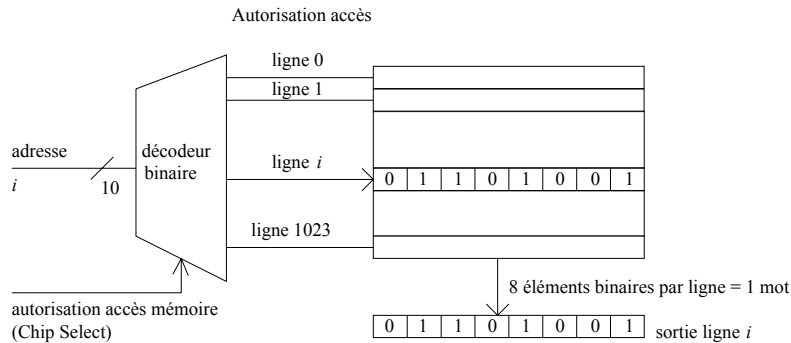 Autorisation accès
ligne 0
ligne 1
adresse
décodeur
binaire
ligne i
i
10
0 1 1 0 1 0 0 1
ligne 1023
8 éléments binaires par ligne = 1 mot
autorisation accès mémoire
(Chip Select)
0 1 1 0 1 0 0 1
sortie ligne i